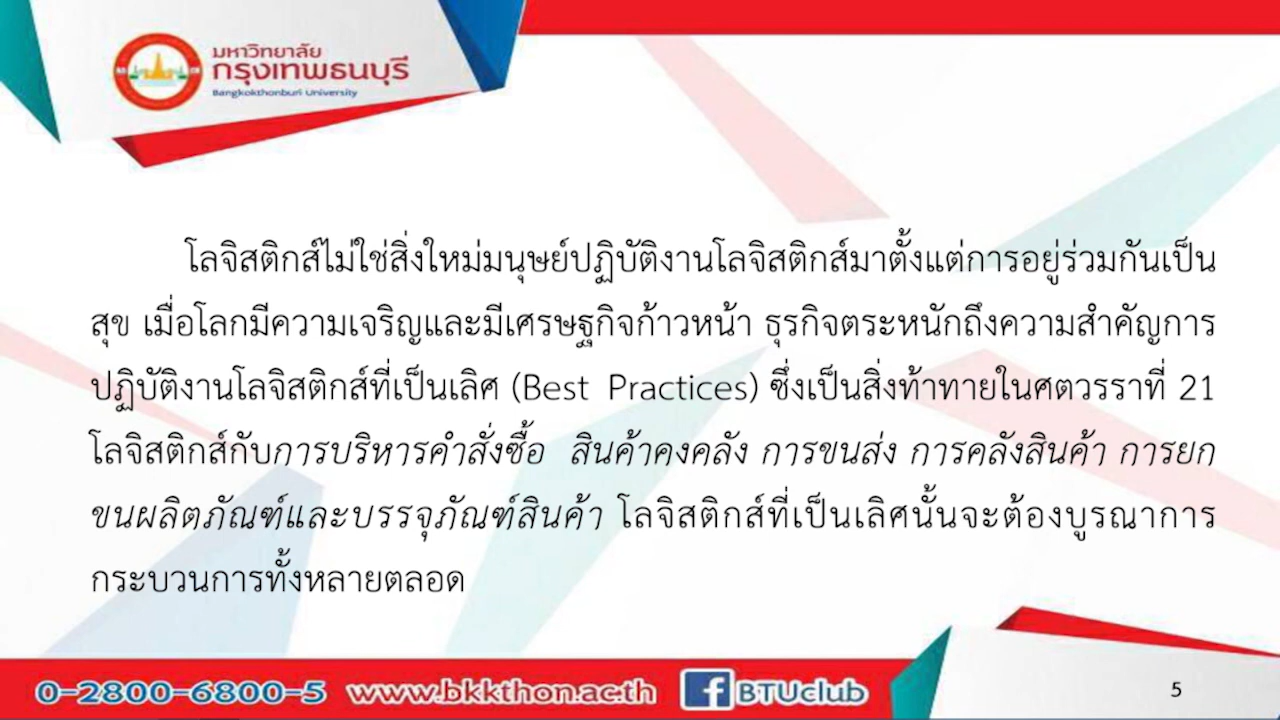 มหาวิทยาลัย
กรุงเทพธนบุรี
Bangkokthonburi University
โลจิสติกส์ไม่ใช่สิ่งใหม่มนุษย์ปฏิบัติงานโลจิสติกส์มาตั้งแต่การอยู่ร่วมกันเป็น
สุข เมื่อโลกมีความเจริญและมีเศรษฐกิจก้าวหน้า ธุรกิจตระหนักถึงความสำคัญการ
ปฏิบัติงานโลจิสติกส์ที่เป็นเลิศ (Best Practices) ซึ่งเป็นสิ่งท้าทายในศตวรราที่ 21
โลจิสติกส์กับการบริหารคำสั่งซื้อ สินค้าคงคลัง การขนส่ง การคลังสินค้า การยก
ขนผลิตภัณฑ์และบรรจุภัณฑ์สินค้า โลจิสติกส์ที่เป็นเลิศนั้นจะต้องบูรณาการ
กระบวนการทั้งหลายตลอด
0-2800-6800-5 www.bkkthon.ac.th f BTUclub
5